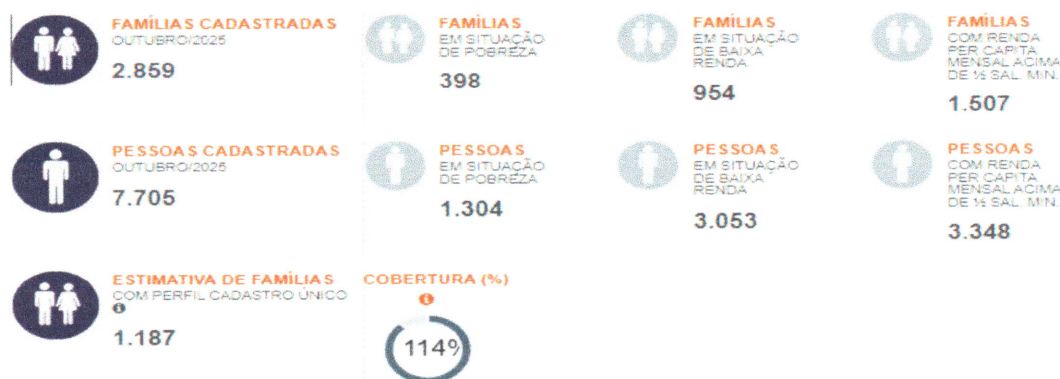 FAMÍLIAS CADASTRADAS
OUTUBRO/2025
2.859
FAMÍLIAS
EM SITUAÇÃO
DE POBREZA
398
FAMÍLIAS
EM SITUAÇÃO
DE BAIXA
RENDA
954
FAMÍLIAS
COM RENDA
PER CAPITA
MENSAL ACIMA
DE ½ SAL. MIN.
1.507
PESSOAS CADASTRADAS
OUTUBRO/2025
7.705
PESSOAS
EM SITUAÇÃO
DE POBREZA
1.304
PESSOAS
EM SITUAÇÃO
DE BAIXA
RENDA
3.053
PESSOAS
COM RENDA
PER CAPITA
MENSAL ACIMA
DE ½ SAL. MIN.
3.348
ESTIMATIVA DE FAMÍLIAS
COM PERFIL CADASTRO ÚNICO
1.187
COBERTURA (%)
114%